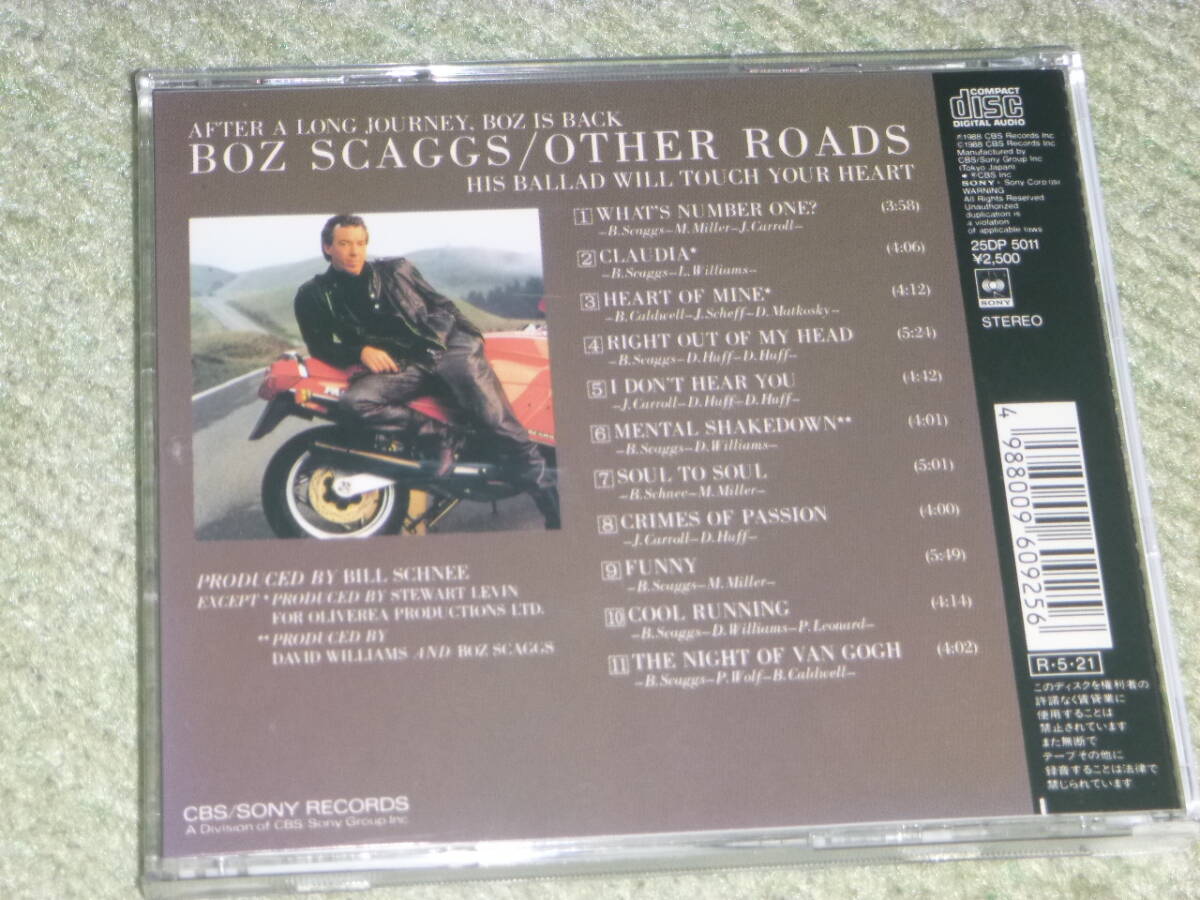 AFTER A LONG JOURNEY, BOZ IS BACK
BOZ SCAGGS/OTHER ROADS
HIS BALLAD WILL TOUCH YOUR HEART
1 WHAT'S NUMBER ONE? (3:58)
–B.Scaggs–M.Miller–J.Carroll–
2 CLAUDIA* (4:06)
–B.Scaggs–L.Williams–
3 HEART OF MINE* (4:12)
–B.Caldwell–J.Scheff–D.Matkosky–
4 RIGHT OUT OF MY HEAD (5:24)
–B.Scaggs–D.Huff–D.Huff–
5 I DON'T HEAR YOU (4:42)
–J.Carroll–D.Huff–D.Huff–
6 MENTAL SHAKEDOWN** (4:01)
–B.Scaggs–D.Williams–
7 SOUL TO SOUL (5:01)
–B.Schnee–M.Miller–
8 CRIMES OF PASSION (4:00)
–J.Carroll–D.Huff–
9 FUNNY (5:49)
–B.Scaggs–M.Miller–
10 COOL RUNNING (4:14)
–B.Scaggs–D.Williams–P.Leonard–
11 THE NIGHT OF VAN GOGH (4:02)
–B.Scaggs–P.Wolf–B.Caldwell–
PRODUCED BY BILL SCHNEE
EXCEPT *PRODUCED BY STEWART LEVIN
FOR OLIVEREA PRODUCTIONS LTD.
**PRODUCED BY
DAVID WILLIAMS AND BOZ SCAGGS
CBS/SONY RECORDS
A Division of CBS Sony Group Inc
COMPACT
disc
DIGITAL AUDIO
℗1988 CBS Records Inc
©1988 CBS Records Inc
Manufactured by
CBS/Sony Group Inc
(Tokyo Japan)
CBS Inc
SONY · Sony Corp
WARNING
All Rights Reserved
Unauthorized
duplication is
a violation
of applicable laws
25DP 5011
¥2,500
SONY
STEREO
4 988009 609256
R·5·21
このディスクを権利者の
許諾なく賃貸業に
使用することは
禁止されています
また無断で
テープその他に
録音することは法律で
禁じられています